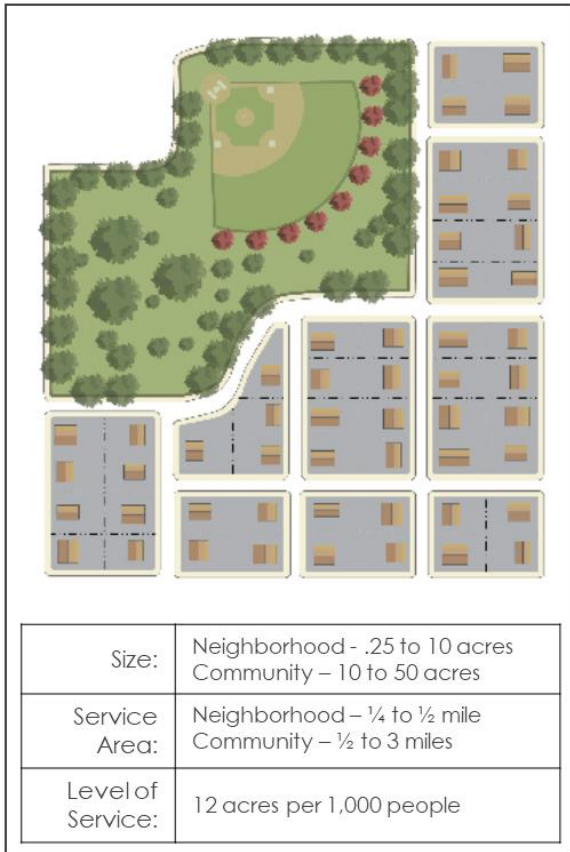 Size:
Neighborhood - .25 to 10 acres
Community – 10 to 50 acres
Service
Area:
Neighborhood – ¼ to ½ mile
Community – ½ to 3 miles
Level of
Service:
12 acres per 1,000 people